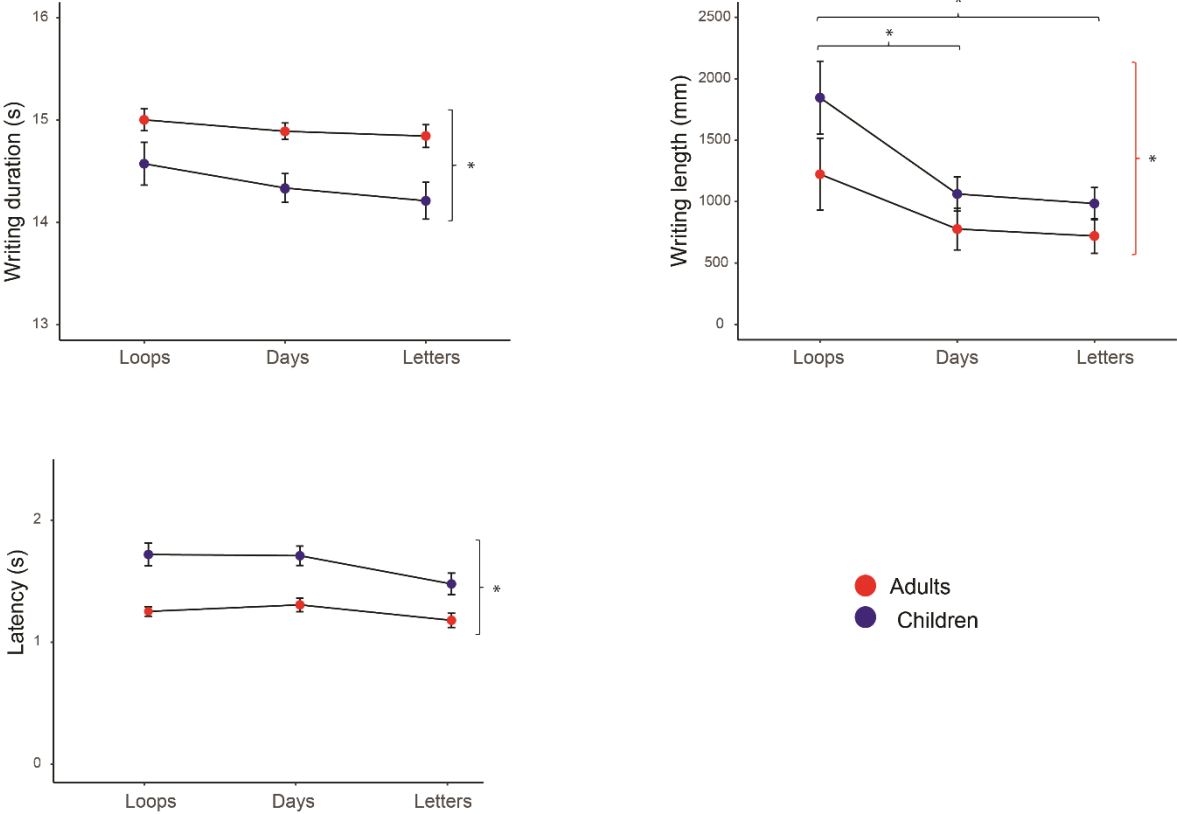 Writing duration (s)
16
15
14
13
*
Loops Days Letters
Writing length (mm)
2500
2000
1500
1000
500
0
*
*
*
Loops Days Letters
Latency (s)
2
1
0
*
Loops Days Letters
Adults
Children